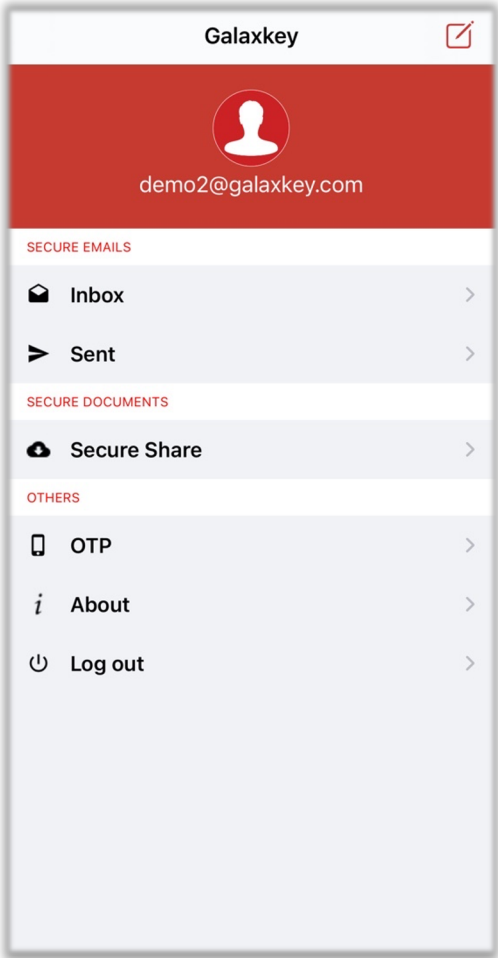 Galaxkey
demo2@galaxkey.com
SECURE EMAILS
Inbox
Sent
SECURE DOCUMENTS
Secure Share
OTHERS
OTP
About
Log out